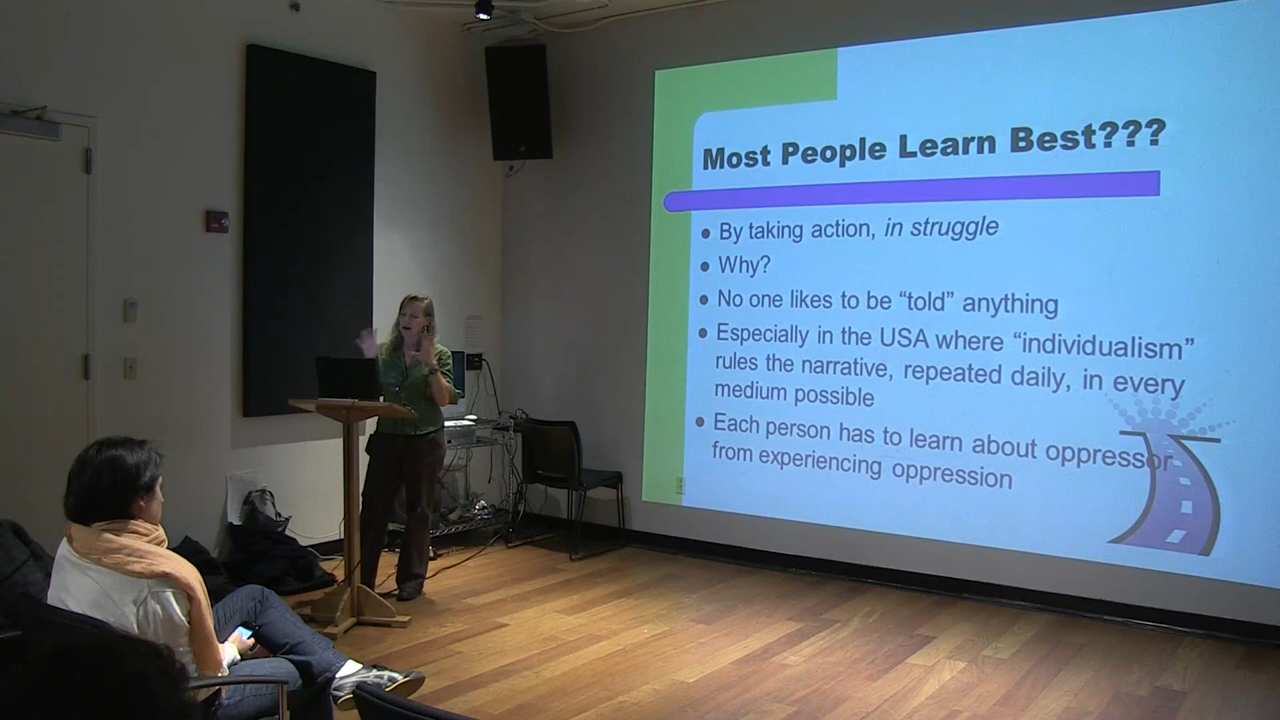 Most People Learn Best???
• By taking action, in struggle
• Why?
• No one likes to be “told” anything
• Especially in the USA where “individualism”
rules the narrative, repeated daily, in every
medium possible
• Each person has to learn about oppressor
from experiencing oppression